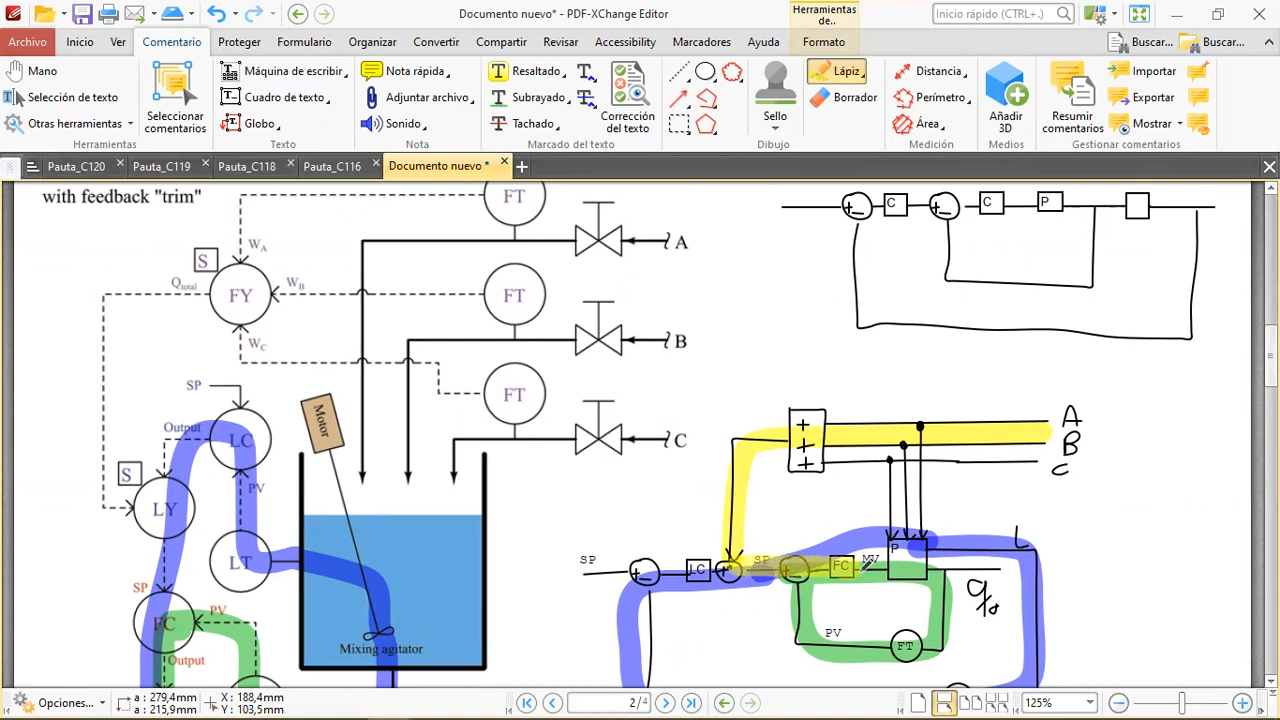 Documento nuevo * - PDF-XChange Editor
Herramientas de..
Inicio rápido (CTRL+.)
Archivo
Inicio
Ver
Comentario
Proteger
Formulario
Organizar
Convertir
Compartir
Revisar
Accessibility
Marcadores
Ayuda
Formato
Buscar...
Buscar...
Mano
Selección de texto
Otras herramientas
Seleccionar comentarios
Herramientas
Máquina de escribir
Cuadro de texto
Globo
Texto
Nota rápida
Adjuntar archivo
Sonido
Nota
Resaltado
Subrayado
Tachado
Corrección del texto
Marcado de texto
Lápiz
Borrador
Dibujo
Sello
Distancia
Perímetro
Área
Medición
Añadir 3D
Medios
Resumir comentarios
Importar
Exportar
Mostrar
Gestionar comentarios
Pauta_C120
Pauta_C119
Pauta_C118
Pauta_C116
Documento nuevo *
with feedback "trim"
FT
A
S
WA
Qtotal
FY
WB
FT
B
WC
FT
C
SP
Output
LC
Motor
S
PV
LY
LT
SP
PV
FC
Output
Mixing agitator
+ -
C
+ -
C
P
+
+
+
A
B
C
SP
+ -
LC
+
SP
+ -
FC
MV
P
L
q/s
PV
FT
Opciones...
a : 279,4mm
a : 215,9mm
X : 188,4mm
Y : 103,5mm
2/4
125%